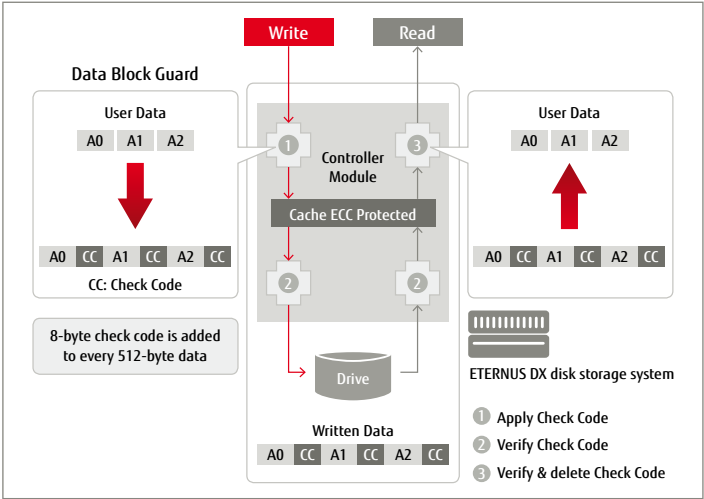 Write
Read
Data Block Guard
User Data
A0 A1 A2
A0 CC A1 CC A2 CC
CC: Check Code
8-byte check code is added
to every 512-byte data
1
3
Controller
Module
Cache ECC Protected
2
2
Drive
Written Data
A0 CC A1 CC A2 CC
User Data
A0 A1 A2
A0 CC A1 CC A2 CC
ETERNUS DX disk storage system
1 Apply Check Code
2 Verify Check Code
3 Verify & delete Check Code